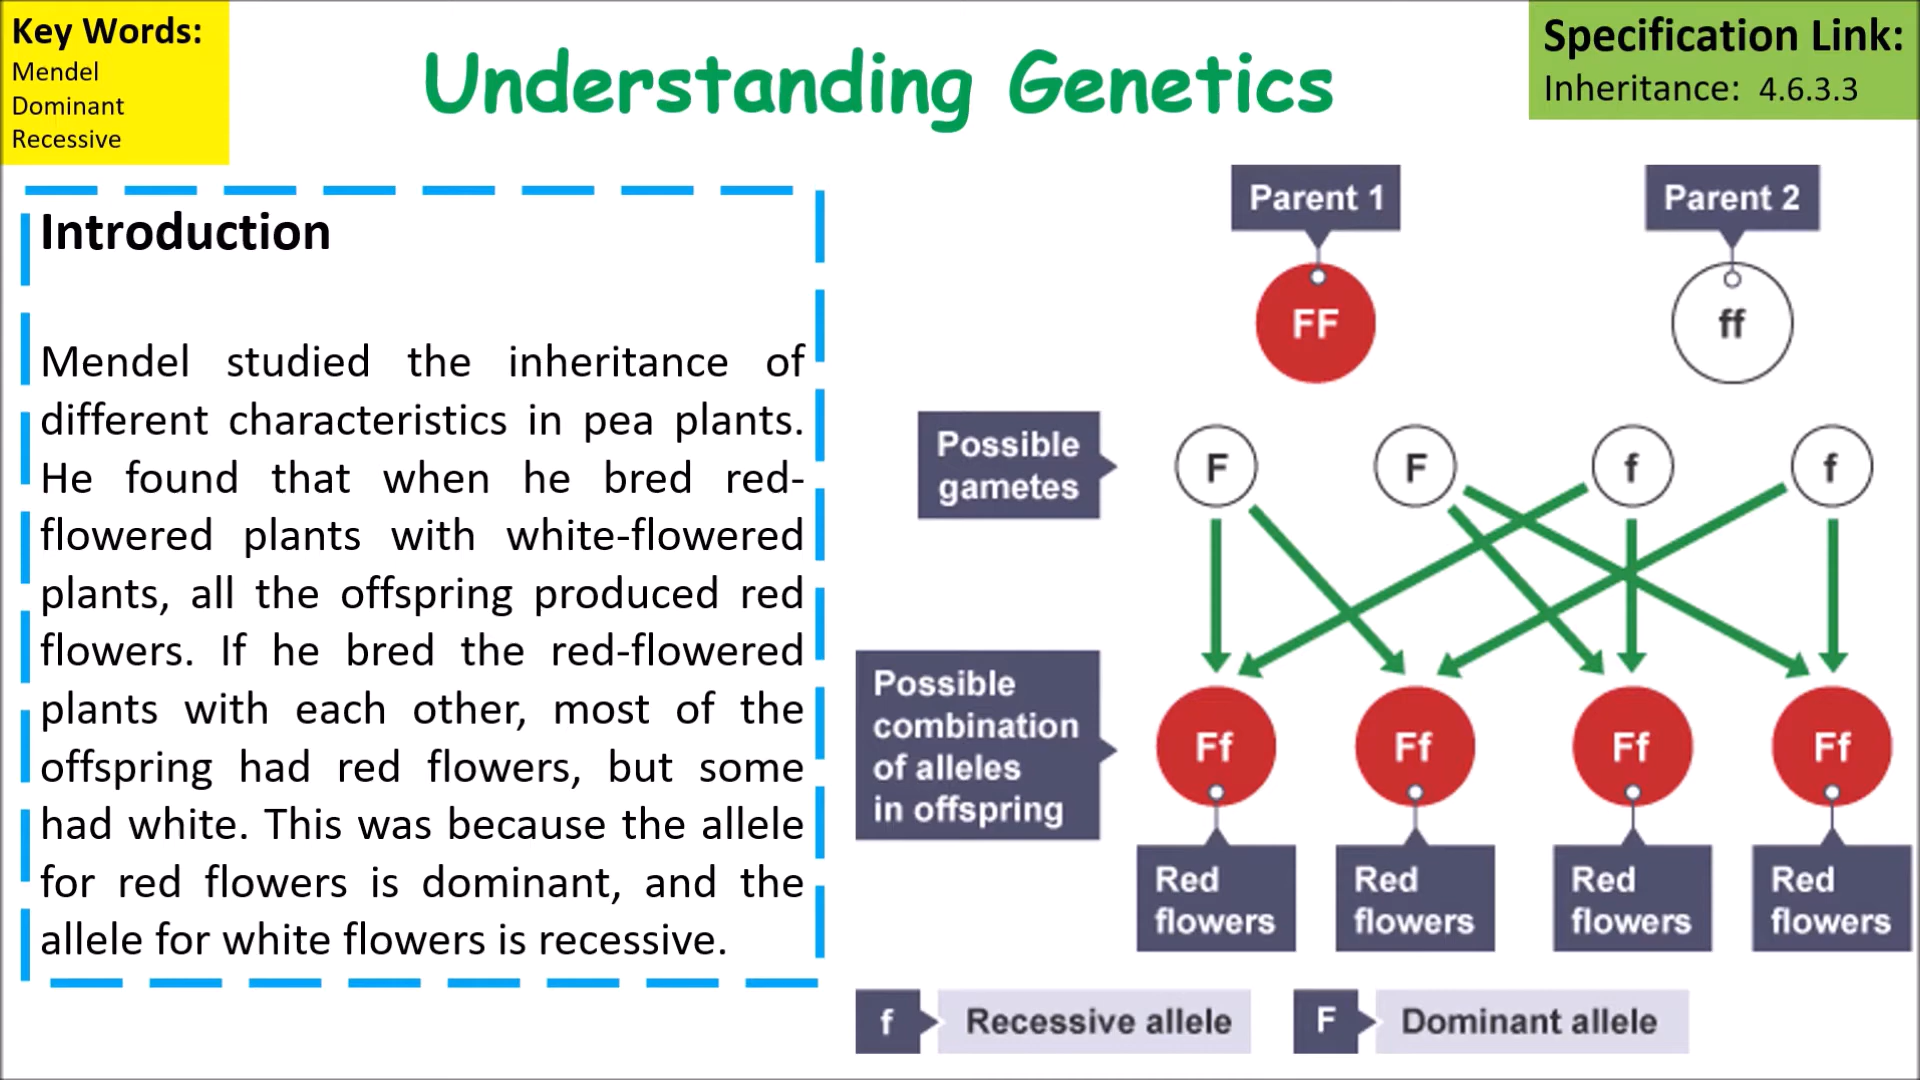 Key Words:
Mendel
Dominant
Recessive
Understanding Genetics
Specification Link:
Inheritance: 4.6.3.3
Introduction
Mendel studied the inheritance of
different characteristics in pea plants.
He found that when he bred red-
flowered plants with white-flowered
plants, all the offspring produced red
flowers. If he bred the red-flowered
plants with each other, most of the
offspring had red flowers, but some
had white. This was because the allele
for red flowers is dominant, and the
allele for white flowers is recessive.
Parent 1
Parent 2
FF
ff
Possible
gametes
F
F
f
f
Possible
combination
of alleles
in offspring
Ff
Ff
Ff
Ff
Red
flowers
Red
flowers
Red
flowers
Red
flowers
f
Recessive allele
F
Dominant allele